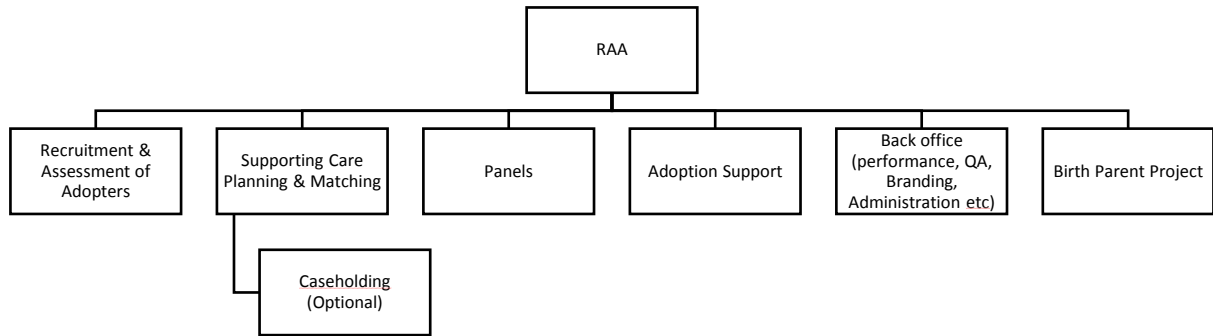 RAA
Recruitment &
Assessment of
Adopters
Supporting Care
Planning & Matching
Panels
Adoption Support
Back office
(performance, QA,
Branding,
Administration etc)
Birth Parent Project
Caseholding
(Optional)